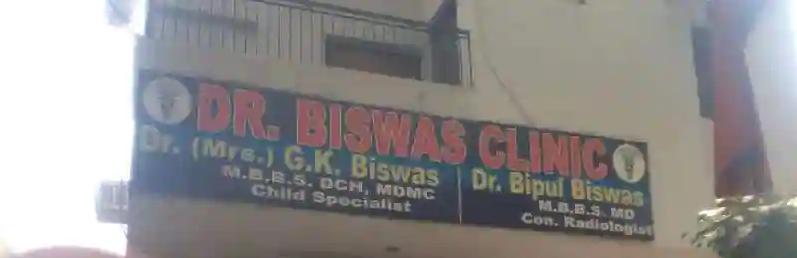 DR. BISWAS CLINIC
Dr. (Mrs.) G.K. Biswas
M.B.B.S. DCH, MDMC
Child Specialist
Dr. Bipul Biswas
M.B.B.S. MD
Con. Radiologist